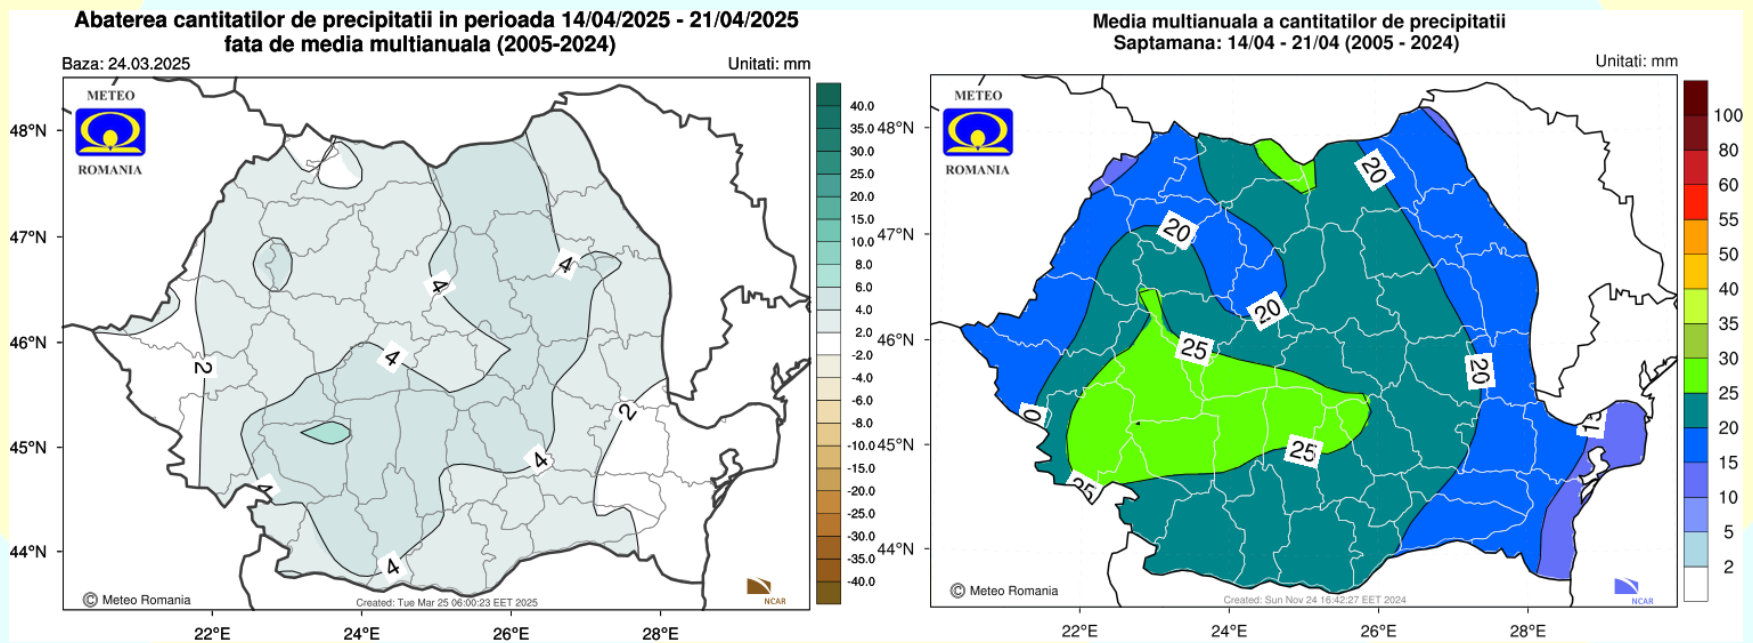 Abaterea cantitatilor de precipitatii in perioada 14/04/2025 - 21/04/2025
fata de media multianuala (2005-2024)
Baza: 24.03.2025
Unitati: mm
METEO
ROMANIA
48°N
47°N
46°N
45°N
44°N
4
4
4
2
2
4
4
4
© Meteo Romania
Created: Tue Mar 25 06:00:23 EET 2025
NCAR
22°E
24°E
26°E
28°E
40.0
35.0
30.0
25.0
20.0
15.0
10.0
8.0
6.0
4.0
2.0
-2.0
-4.0
-6.0
-8.0
-10.0
-15.0
-20.0
-25.0
-30.0
-35.0
-40.0
Media multianuala a cantitatilor de precipitatii
Saptamana: 14/04 - 21/04 (2005 - 2024)
Unitati: mm
METEO
ROMANIA
48°N
47°N
46°N
45°N
44°N
20
20
20
25
20
0
25
25
© Meteo Romania
Created: Sun Nov 24 16:42:27 EET 2024
NCAR
22°E
24°E
26°E
28°E
100
80
60
55
50
40
35
30
25
20
15
10
5
2